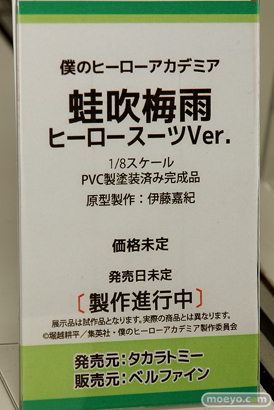 僕のヒーローアカデミア
蛙吹梅雨
ヒーロースーツVer.
1/8スケール
PVC製塗装済み完成品
原型製作：伊藤嘉紀
価格未定
発売日未定
［製作進行中］
展示品は試作品となります。実際の商品とは異なります。
©堀越耕平／集英社・僕のヒーローアカデミア製作委員会
発売元：タカラトミー
販売元：ベルファイン
moeyo.com